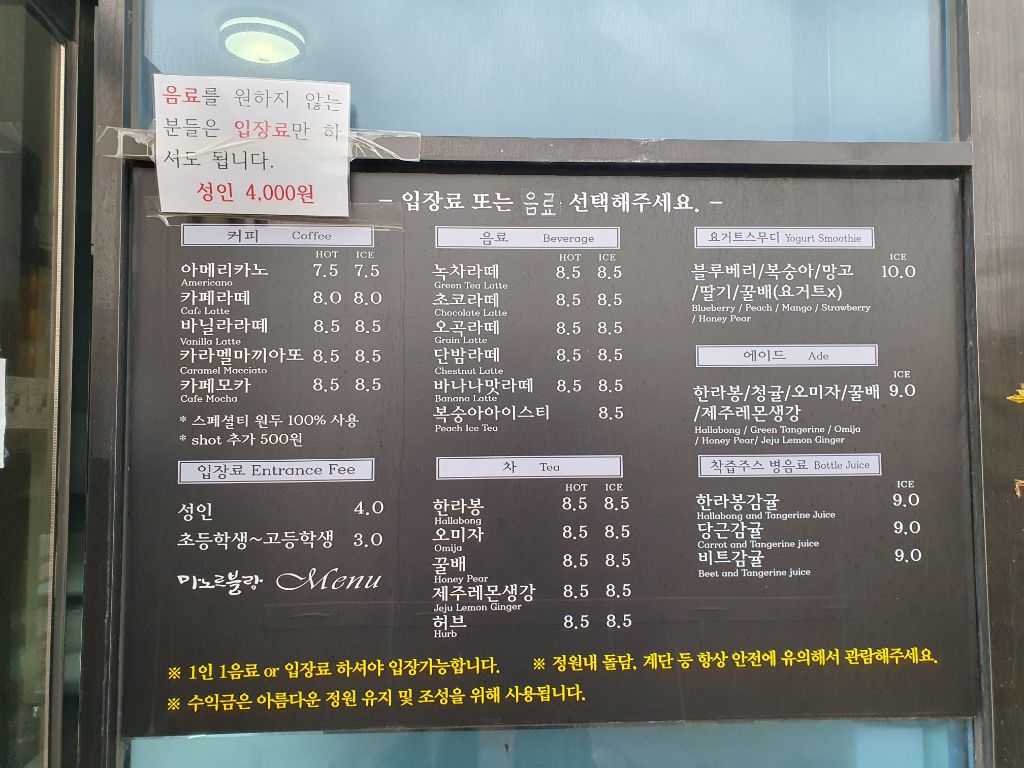 음료를 원하지 않는
분들은 입장료만 하
셔도 됩니다.
성인 4,000원
- 입장료 또는 음료 선택해주세요. -
커피 Coffee
HOT ICE
아메리카노 7.5 7.5
Americano
카페라떼 8.0 8.0
Cafe Latte
바닐라라떼 8.5 8.5
Vanilla Latte
카라멜마끼아또 8.5 8.5
Caramel Macciato
카페모카 8.5 8.5
Cafe Mocha
* 스페셜티 원두 100% 사용
* shot 추가 500원
입장료 Entrance Fee
성인 4.0
초등학생~고등학생 3.0
미노르블랑 Menu
음료 Beverage
HOT ICE
녹차라떼 8.5 8.5
Green Tea Latte
초코라떼 8.5 8.5
Chocolate Latte
오곡라떼 8.5 8.5
Grain Latte
단밤라떼 8.5 8.5
Chestnut Latte
바나나맛라떼 8.5 8.5
Banana Latte
복숭아아이스티 8.5
Peach Ice Tea
차 Tea
HOT ICE
한라봉 8.5 8.5
Hallabong
오미자 8.5 8.5
Omija
꿀배 8.5 8.5
Honey Pear
제주레몬생강 8.5 8.5
Jeju Lemon Ginger
허브 8.5 8.5
Hurb
요거트스무디 Yogurt Smoothie
ICE
블루베리/복숭아/망고 10.0
/딸기/꿀배(요거트x)
Blueberry / Peach / Mango / Strawberry
/ Honey Pear
에이드 Ade
ICE
한라봉/청귤/오미자/꿀배 9.0
/제주레몬생강
Hallabong / Green Tangerine / Omija
/ Honey Pear/ Jeju Lemon Ginger
착즙주스 병음료 Bottle Juice
ICE
한라봉감귤 9.0
Hallabong and Tangerine Juice
당근감귤 9.0
Carrot and Tangerine juice
비트감귤 9.0
Beet and Tangerine juice
※ 1인 1음료 or 입장료 하셔야 입장가능합니다. ※ 정원내 돌담, 계단 등 항상 안전에 유의해서 관람해주세요.
※ 수익금은 아름다운 정원 유지 및 조성을 위해 사용됩니다.